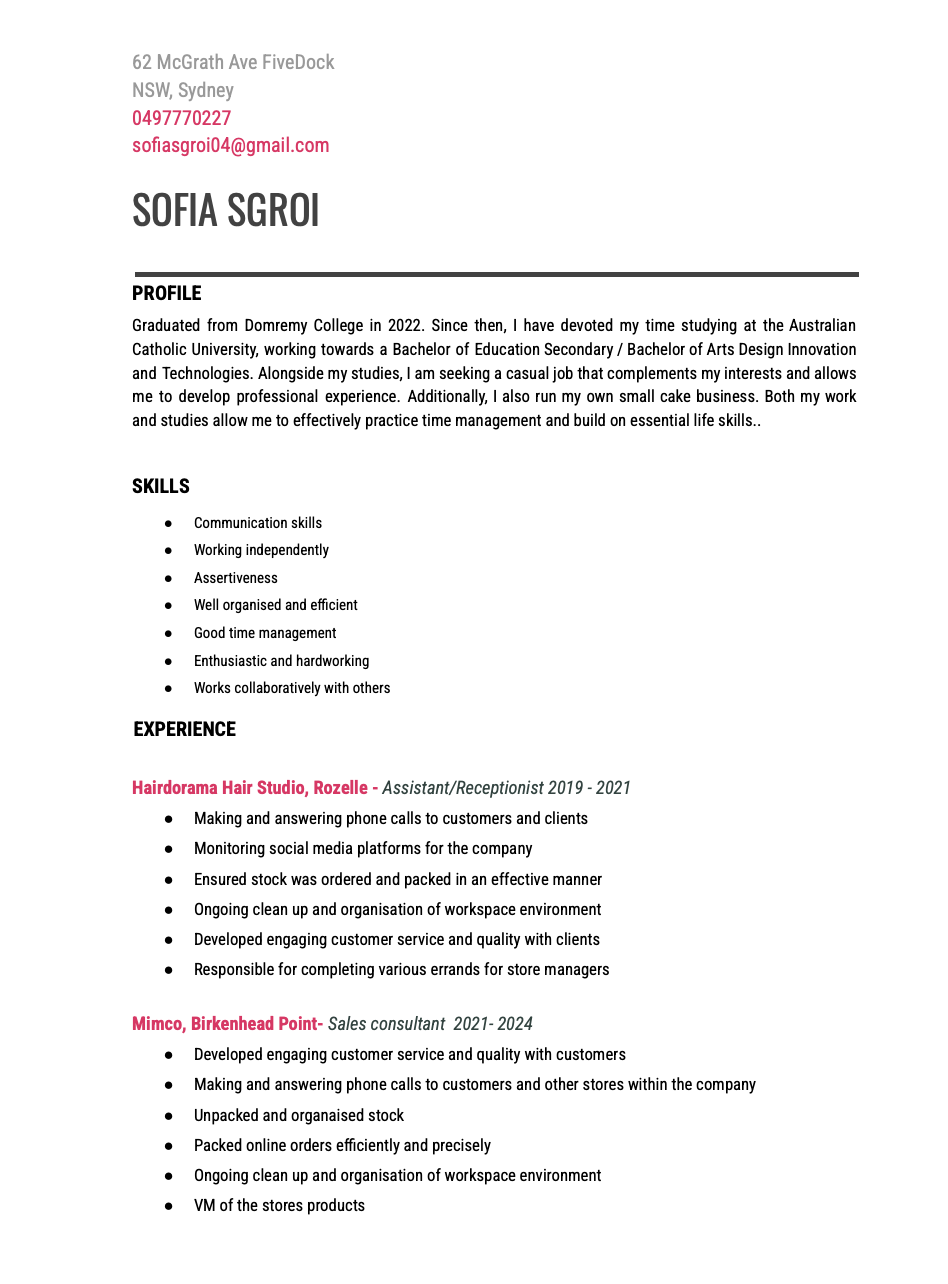 62 McGrath Ave FiveDock
NSW, Sydney
0497770227
sofiasgroi04@gmail.com
SOFIA SGROI
PROFILE
Graduated from Domremy College in 2022. Since then, I have devoted my time studying at the Australian
Catholic University, working towards a Bachelor of Education Secondary / Bachelor of Arts Design Innovation
and Technologies. Alongside my studies, I am seeking a casual job that complements my interests and allows
me to develop professional experience. Additionally, I also run my own small cake business. Both my work
and studies allow me to effectively practice time management and build on essential life skills..
SKILLS
● Communication skills
● Working independently
● Assertiveness
● Well organised and efficient
● Good time management
● Enthusiastic and hardworking
● Works collaboratively with others
EXPERIENCE
Hairdorama Hair Studio, Rozelle - Assistant/Receptionist 2019 - 2021
● Making and answering phone calls to customers and clients
● Monitoring social media platforms for the company
● Ensured stock was ordered and packed in an effective manner
● Ongoing clean up and organisation of workspace environment
● Developed engaging customer service and quality with clients
● Responsible for completing various errands for store managers
Mimco, Birkenhead Point- Sales consultant 2021- 2024
● Developed engaging customer service and quality with customers
● Making and answering phone calls to customers and other stores within the company
● Unpacked and organaised stock
● Packed online orders efficiently and precisely
● Ongoing clean up and organisation of workspace environment
● VM of the stores products